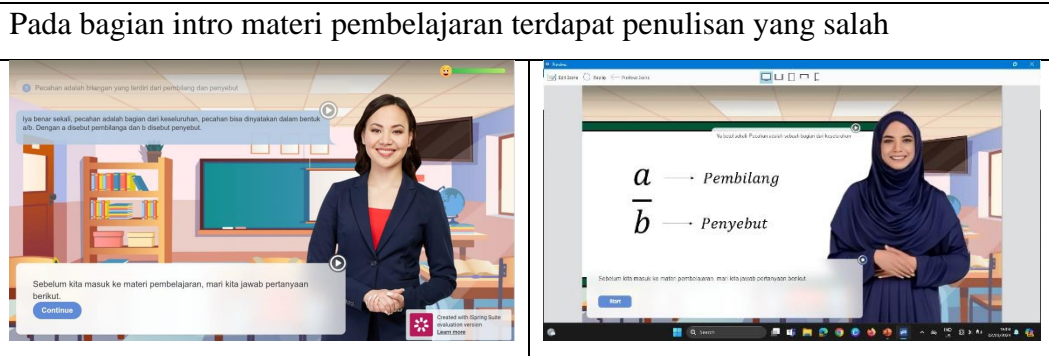 Pada bagian intro materi pembelajaran terdapat penulisan yang salah
Pecahan adalah bilangan yang terdiri dari pembilang dan penyebut
Iya benar sekali, pecahan adalah bagian dari keseluruhan, pecahan bisa dinyatakan dalam bentuk
a/b. Dengan a disebut pembilanga dan b disebut penyebut.
Sebelum kita masuk ke materi pembelajaran, mari kita jawab pertanyaan
berikut.
Continue
Created with iSpring Suite
evaluation version
Learn more
Preview
Edit Scene
Replay
Previous Scene
Ya betul sekali. Pecahan adalah sebuah bagian dari keseluruhan
a → Pembilang
b → Penyebut
Sebelum kita masuk ke materi pembelajaran, mari kita jawab pertanyaan berikut.
Start
Search